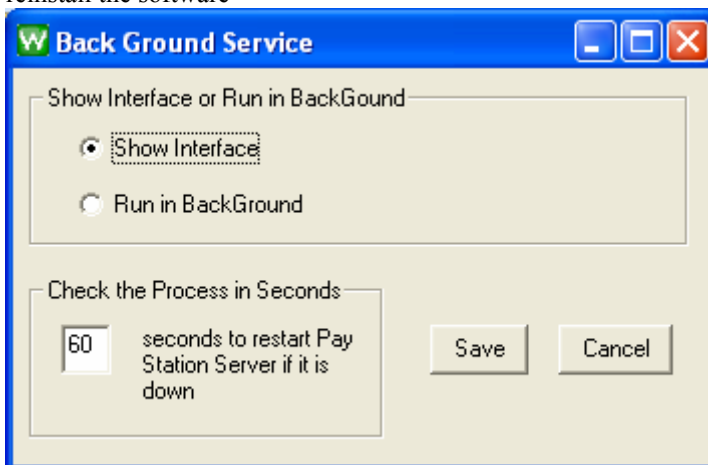 reinstall the software
W Back Ground Service
Show Interface or Run in BackGound
Show Interface
Run in BackGround
Check the Process in Seconds
60 seconds to restart Pay
Station Server if it is
down
Save Cancel